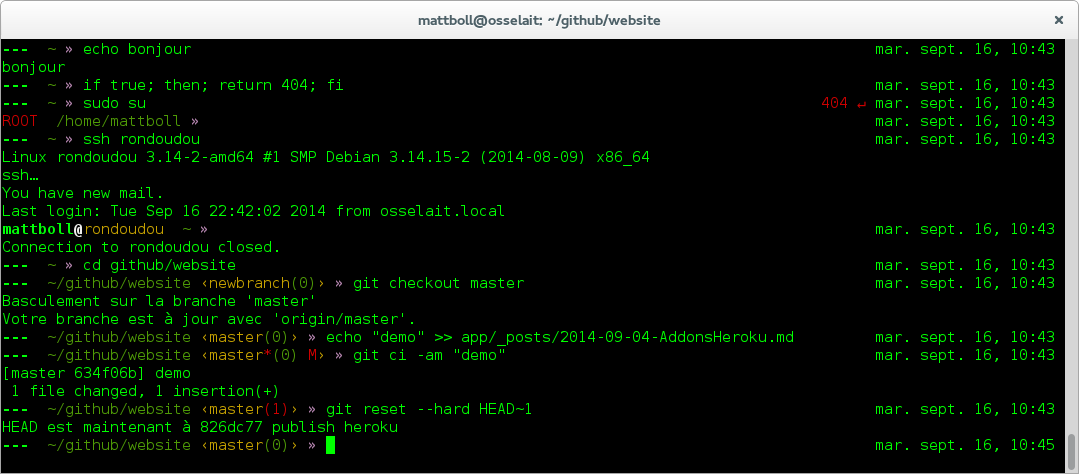 mattboll@osselait: ~/github/website ×
--- ~ » echo bonjour mar. sept. 16, 10:43
bonjour
--- ~ » if true; then; return 404; fi mar. sept. 16, 10:43
--- ~ » sudo su 404 ↵ mar. sept. 16, 10:43
ROOT /home/mattboll » mar. sept. 16, 10:43
--- ~ » ssh rondoudou mar. sept. 16, 10:43
Linux rondoudou 3.14-2-amd64 #1 SMP Debian 3.14.15-2 (2014-08-09) x86_64
ssh…
You have new mail.
Last login: Tue Sep 16 22:42:02 2014 from osselait.local
mattboll@rondoudou ~ » mar. sept. 16, 10:43
Connection to rondoudou closed.
--- ~ » cd github/website mar. sept. 16, 10:43
--- ~/github/website ‹newbranch(0)› » git checkout master mar. sept. 16, 10:43
Basculement sur la branche 'master'
Votre branche est à jour avec 'origin/master'.
--- ~/github/website ‹master(0)› » echo "demo" >> app/_posts/2014-09-04-AddonsHeroku.md mar. sept. 16, 10:43
--- ~/github/website ‹master*(0) M› » git ci -am "demo" mar. sept. 16, 10:43
[master 634f06b] demo
 1 file changed, 1 insertion(+)
--- ~/github/website ‹master(1)› » git reset --hard HEAD~1 mar. sept. 16, 10:43
HEAD est maintenant à 826dc77 publish heroku
--- ~/github/website ‹master(0)› » mar. sept. 16, 10:45